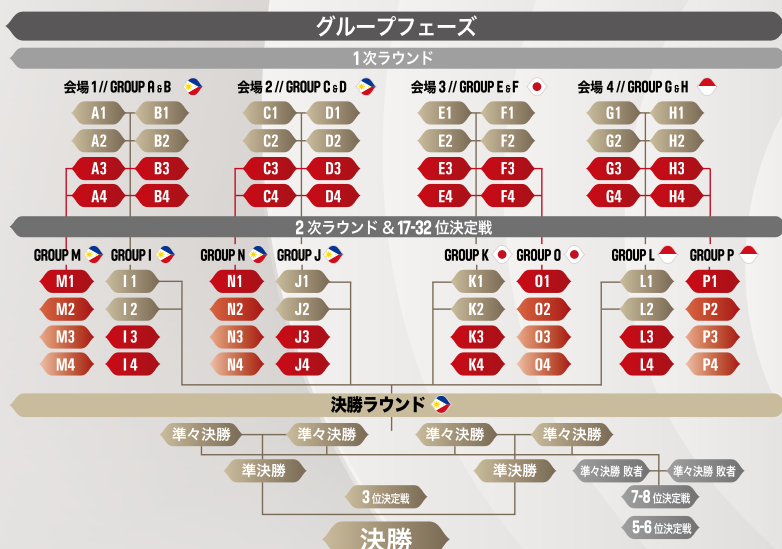 グループフェーズ
1次ラウンド
会場 1 // GROUP A & B 会場 2 // GROUP C & D 会場 3 // GROUP E & F 会場 4 // GROUP G & H
A1 B1 C1 D1 E1 F1 G1 H1
A2 B2 C2 D2 E2 F2 G2 H2
A3 B3 C3 D3 E3 F3 G3 H3
A4 B4 C4 D4 E4 F4 G4 H4
2次ラウンド & 17-32 位決定戦
GROUP M GROUP I GROUP N GROUP J GROUP K GROUP O GROUP L GROUP P
M1 I 1 N1 J1 K1 O1 L1 P1
M2 I 2 N2 J2 K2 O2 L2 P2
M3 I 3 N3 J3 K3 O3 L3 P3
M4 I 4 N4 J4 K4 O4 L4 P4
決勝ラウンド
準々決勝 準々決勝 準々決勝 準々決勝
準決勝 準決勝 準々決勝 敗者 準々決勝 敗者
3 位決定戦 7-8 位決定戦
5-6 位決定戦
決勝